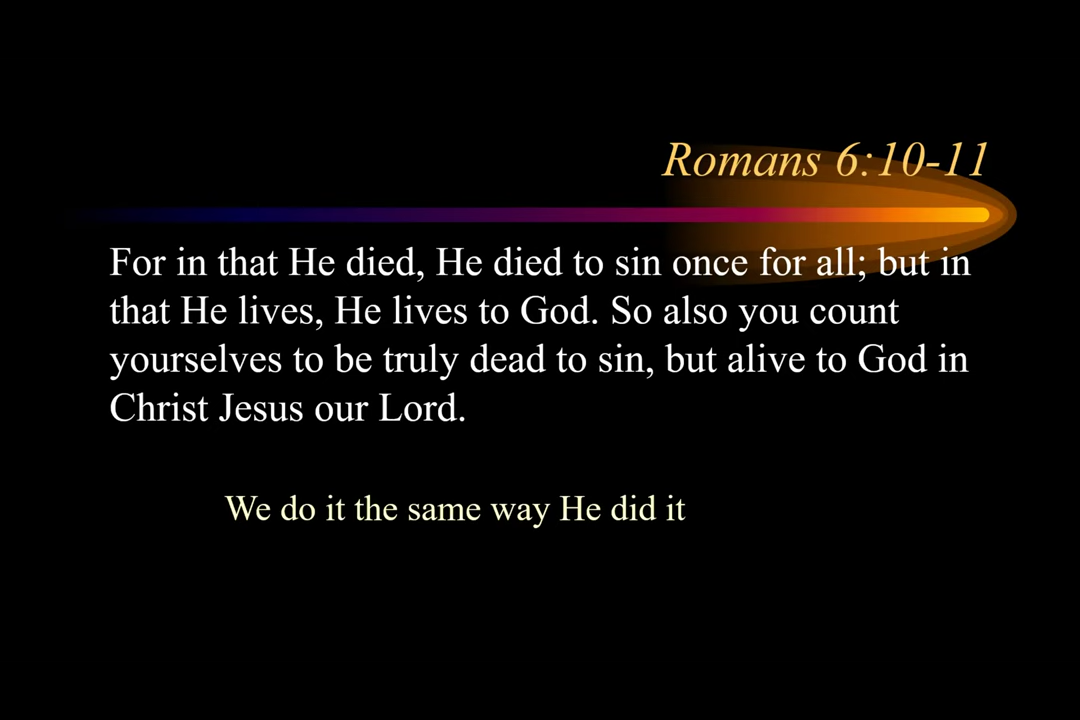 Romans 6:10-11
For in that He died, He died to sin once for all; but in
that He lives, He lives to God. So also you count
yourselves to be truly dead to sin, but alive to God in
Christ Jesus our Lord.
We do it the same way He did it